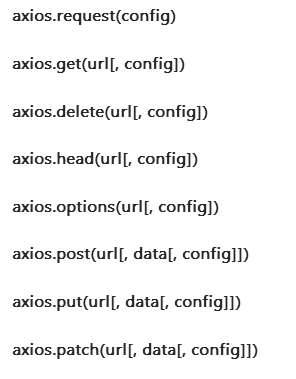 axios.request(config)
axios.get(url[, config])
axios.delete(url[, config])
axios.head(url[, config])
axios.options(url[, config])
axios.post(url[, data[, config]])
axios.put(url[, data[, config]])
axios.patch(url[, data[, config]])